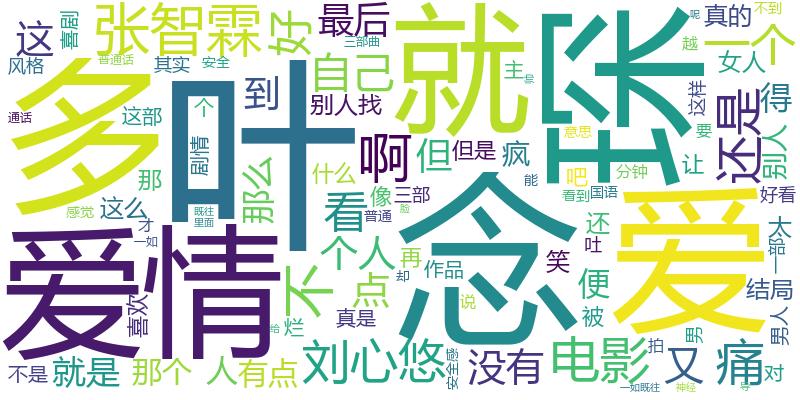 这
喜剧
张智霖
好
最后
三部曲
就
琛
真的
不到
呢
一个
越
风格
普通话
其实
安全
自己
主
女人
多
叶
到
别人找
这样
得
通话
这部
个
剧情
啊
但
但是
疯
意思
还是
别人
那
那么
什么
吧
让
要
分钟
能
看到
国语
感觉
这么
既往
里面
像
三部
看
普通
脸
念
爱
好看
才
一如
爱情
喜欢
不
个人
再
还
吐
笑
太
一部
点
却
作品
便
结局
烂
给
真是
说
被
男
男人
拍
不是
就是
那个
人
有点
刘心悠
安全感
没有
电影
又
痛
对
一如既往
神经
导